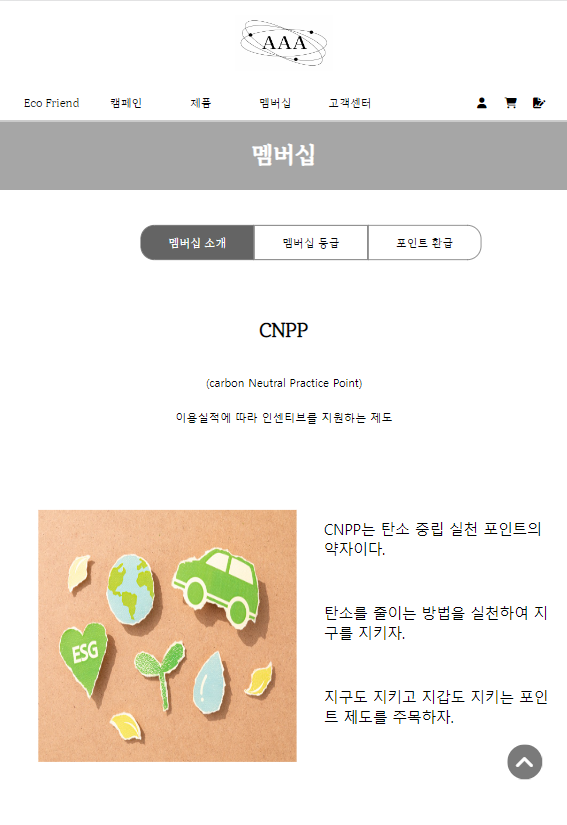 AAA
Eco Friend 캠페인 제품 멤버십 고객센터
멤버십
멤버십 소개 멤버십 등급 포인트 환급
CNPP
(carbon Neutral Practice Point)
이용실적에 따라 인센티브를 지원하는 제도
ESG
CNPP는 탄소 중립 실천 포인트의
약자이다.
탄소를 줄이는 방법을 실천하여 지
구를 지키자.
지구도 지키고 지갑도 지키는 포인
트 제도를 주목하자.